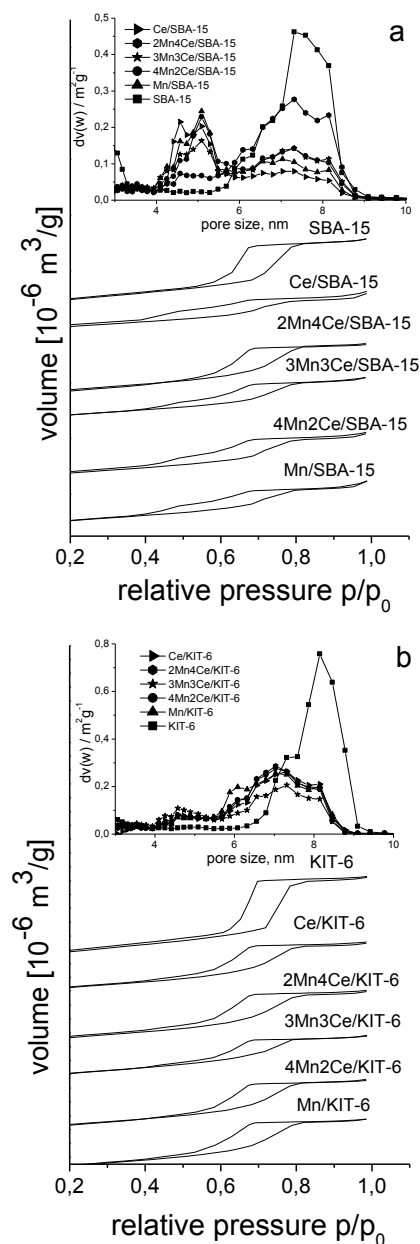 a
Ce/SBA-15
2Mn4Ce/SBA-15
3Mn3Ce/SBA-15
4Mn2Ce/SBA-15
Mn/SBA-15
SBA-15
dv(w) / m²g⁻¹
0,5
0,4
0,3
0,2
0,1
0,0
4 6 8 10
pore size, nm
SBA-15
Ce/SBA-15
2Mn4Ce/SBA-15
3Mn3Ce/SBA-15
4Mn2Ce/SBA-15
Mn/SBA-15
volume [10⁻⁶ m³/g]
0,2 0,4 0,6 0,8 1,0
relative pressure p/p₀
b
Ce/KIT-6
2Mn4Ce/KIT-6
3Mn3Ce/KIT-6
4Mn2Ce/KIT-6
Mn/KIT-6
KIT-6
dv(w) / m²g⁻¹
0,8
0,6
0,4
0,2
0,0
4 6 8 10
pore size, nm
KIT-6
Ce/KIT-6
2Mn4Ce/KIT-6
3Mn3Ce/KIT-6
4Mn2Ce/KIT-6
Mn/KIT-6
volume [10⁻⁶ m³/g]
0,2 0,4 0,6 0,8 1,0
relative pressure p/p₀